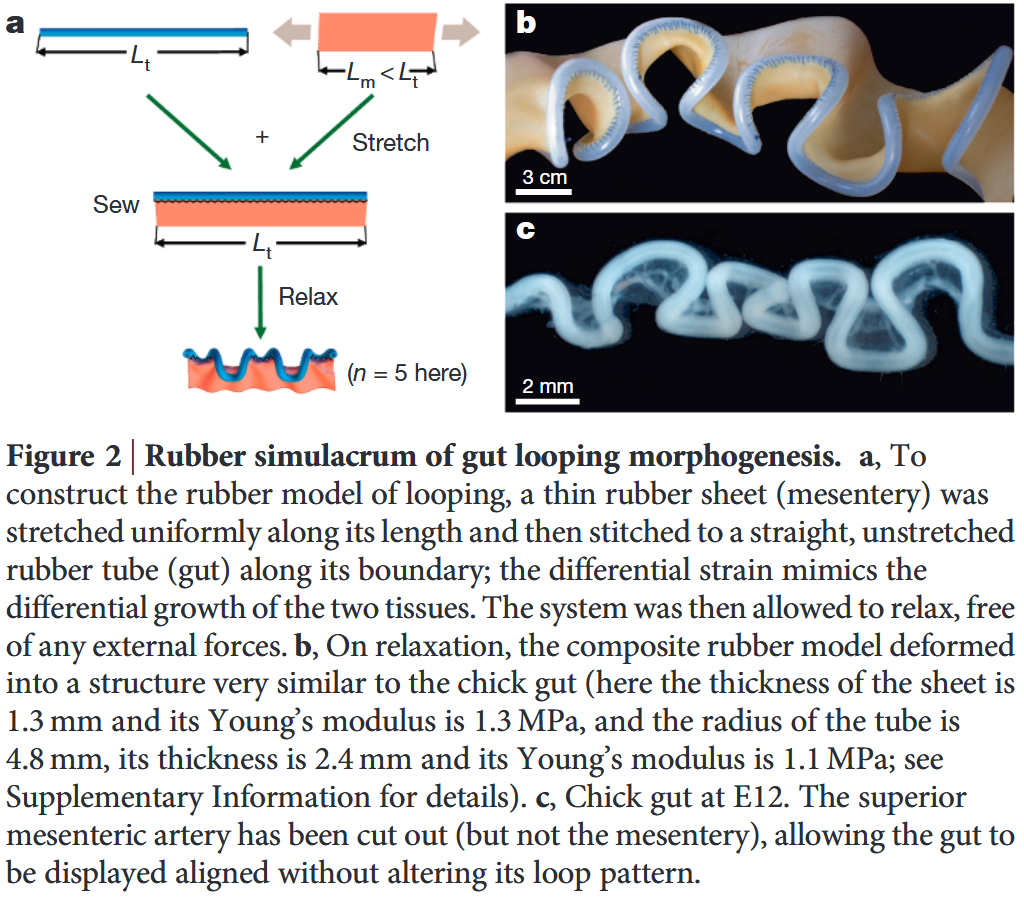 a
Lt
Lm < Lt
+
Stretch
Sew
Lt
Relax
(n = 5 here)
b
3 cm
c
2 mm
Figure 2 | Rubber simulacrum of gut looping morphogenesis. a, To
construct the rubber model of looping, a thin rubber sheet (mesentery) was
stretched uniformly along its length and then stitched to a straight, unstretched
rubber tube (gut) along its boundary; the differential strain mimics the
differential growth of the two tissues. The system was then allowed to relax, free
of any external forces. b, On relaxation, the composite rubber model deformed
into a structure very similar to the chick gut (here the thickness of the sheet is
1.3 mm and its Young's modulus is 1.3 MPa, and the radius of the tube is
4.8 mm, its thickness is 2.4 mm and its Young's modulus is 1.1 MPa; see
Supplementary Information for details). c, Chick gut at E12. The superior
mesenteric artery has been cut out (but not the mesentery), allowing the gut to
be displayed aligned without altering its loop pattern.